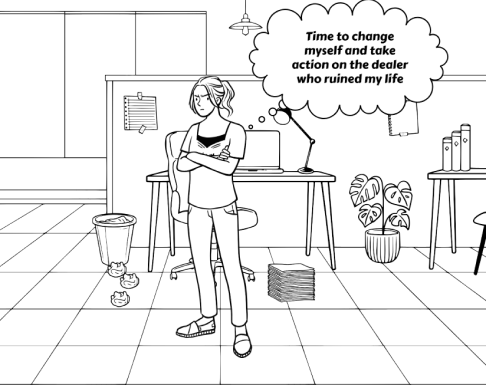 Time to change
myself and take
action on the dealer
who ruined my life